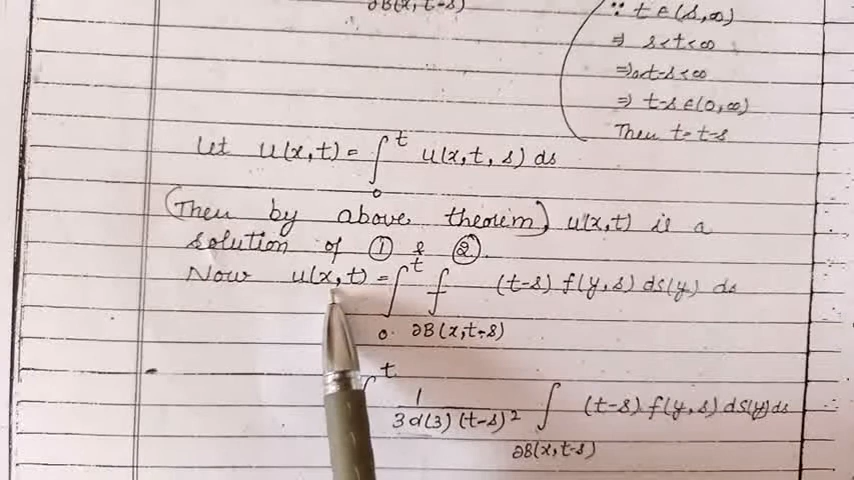 ∂B(x,t-s)
∵ t ∈ (s,∞)
⇒ s<t<∞
⇒ 0<t-s<∞
⇒ t-s ∈ (0,∞)
Then t = t-s
Let u(x,t) = ∫₀ᵗ u(x,t,s) ds
(Then by above theorem) u(x,t) is a
solution of ① & ②.
Now u(x,t) = ∫₀ᵗ ⨍ (t-s) f(y,s) ds(y) ds
0 ∂B(x,t-s)
∫ᵗ 1/(3α(3)(t-s)²) ∫ (t-s) f(y,s) ds(y) ds
∂B(x,t-s)